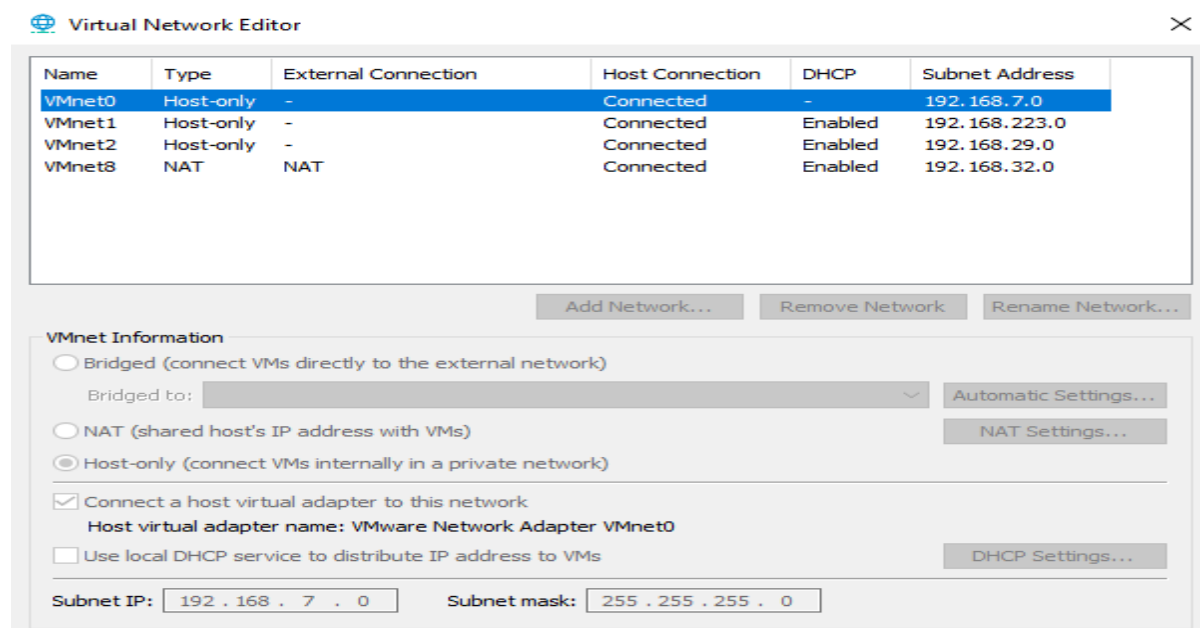 Virtual Network Editor
Name Type External Connection Host Connection DHCP Subnet Address
VMnet0 Host-only - Connected - 192.168.7.0
VMnet1 Host-only - Connected Enabled 192.168.223.0
VMnet2 Host-only - Connected Enabled 192.168.29.0
VMnet8 NAT NAT Connected Enabled 192.168.32.0
Add Network... Remove Network Rename Network...
VMnet Information
Bridged (connect VMs directly to the external network)
Bridged to: Automatic Settings...
NAT (shared host's IP address with VMs) NAT Settings...
Host-only (connect VMs internally in a private network)
Connect a host virtual adapter to this network
Host virtual adapter name: VMware Network Adapter VMnet0
Use local DHCP service to distribute IP address to VMs DHCP Settings...
Subnet IP: 192 . 168 . 7 . 0 Subnet mask: 255 . 255 . 255 . 0